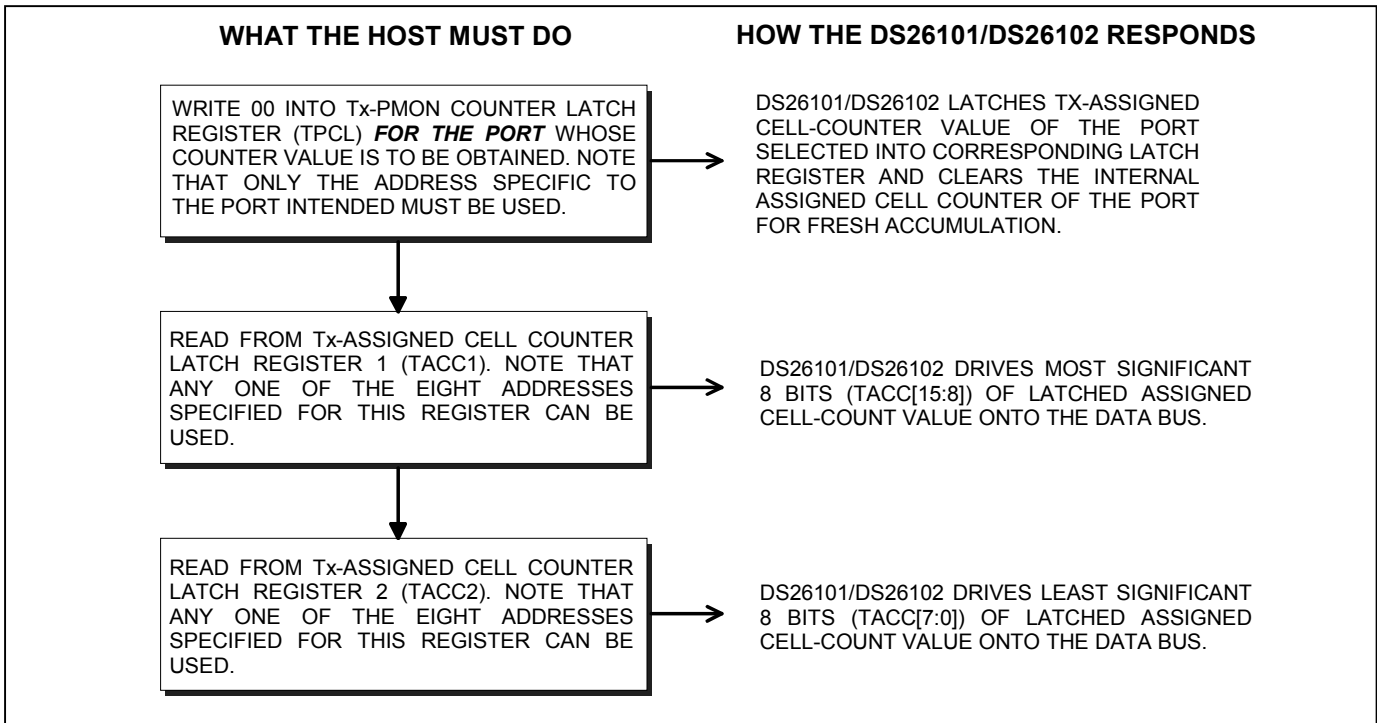 WHAT THE HOST MUST DO
HOW THE DS26101/DS26102 RESPONDS
WRITE 00 INTO Tx-PMON COUNTER LATCH
REGISTER (TPCL) FOR THE PORT WHOSE
COUNTER VALUE IS TO BE OBTAINED. NOTE
THAT ONLY THE ADDRESS SPECIFIC TO
THE PORT INTENDED MUST BE USED.
DS26101/DS26102 LATCHES TX-ASSIGNED
CELL-COUNTER VALUE OF THE PORT
SELECTED INTO CORRESPONDING LATCH
REGISTER AND CLEARS THE INTERNAL
ASSIGNED CELL COUNTER OF THE PORT
FOR FRESH ACCUMULATION.
READ FROM Tx-ASSIGNED CELL COUNTER
LATCH REGISTER 1 (TACC1). NOTE THAT
ANY ONE OF THE EIGHT ADDRESSES
SPECIFIED FOR THIS REGISTER CAN BE
USED.
DS26101/DS26102 DRIVES MOST SIGNIFICANT
8 BITS (TACC[15:8]) OF LATCHED ASSIGNED
CELL-COUNT VALUE ONTO THE DATA BUS.
READ FROM Tx-ASSIGNED CELL COUNTER
LATCH REGISTER 2 (TACC2). NOTE THAT
ANY ONE OF THE EIGHT ADDRESSES
SPECIFIED FOR THIS REGISTER CAN BE
USED.
DS26101/DS26102 DRIVES LEAST SIGNIFICANT
8 BITS (TACC[7:0]) OF LATCHED ASSIGNED
CELL-COUNT VALUE ONTO THE DATA BUS.